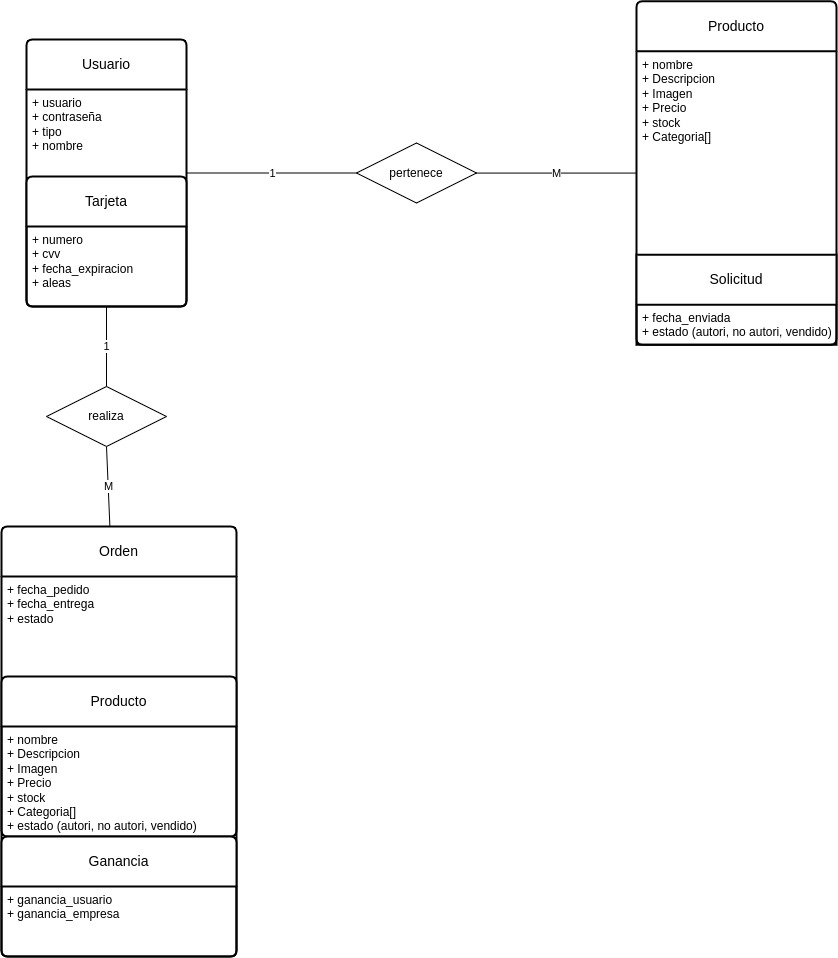 Usuario
+ usuario
+ contraseña
+ tipo
+ nombre
Tarjeta
+ numero
+ cvv
+ fecha_expiracion
+ aleas
1
pertenece
M
Producto
+ nombre
+ Descripcion
+ Imagen
+ Precio
+ stock
+ Categoria[]
Solicitud
+ fecha_enviada
+ estado (autori, no autori, vendido)
1
realiza
M
Orden
+ fecha_pedido
+ fecha_entrega
+ estado
Producto
+ nombre
+ Descripcion
+ Imagen
+ Precio
+ stock
+ Categoria[]
+ estado (autori, no autori, vendido)
Ganancia
+ ganancia_usuario
+ ganancia_empresa